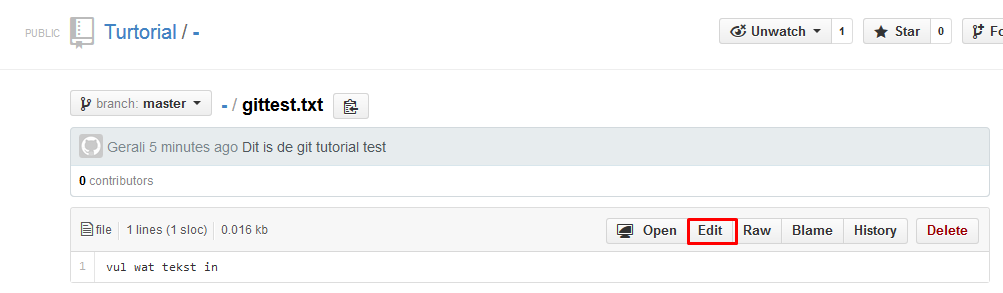 PUBLIC Turtorial / - Unwatch 1 Star 0 Fo
branch: master - / gittest.txt
Gerali 5 minutes ago Dit is de git tutorial test
0 contributors
file 1 lines (1 sloc) 0.016 kb Open Edit Raw Blame History Delete
1 vul wat tekst in